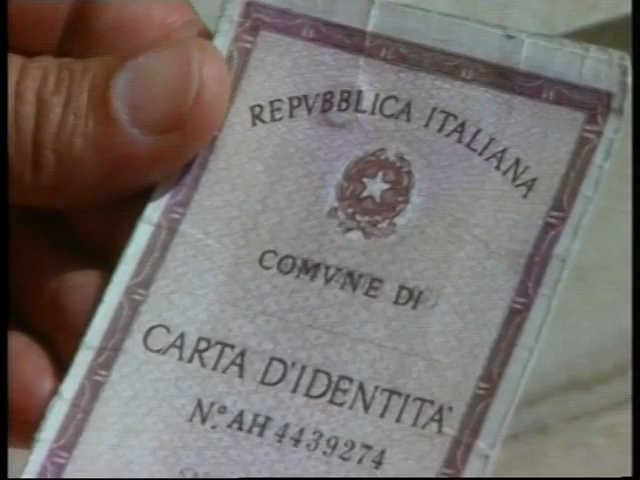 REPVBBLICA ITALIANA
COMVNE DI
CARTA D'IDENTITA'
N.° AH 4439274